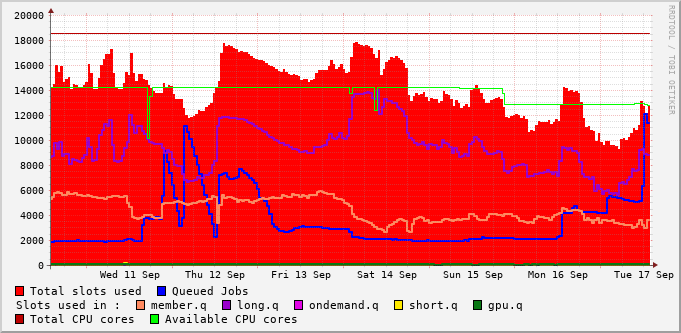 20000
18000
16000
14000
12000
10000
8000
6000
4000
2000
0
Wed 11 Sep Thu 12 Sep Fri 13 Sep Sat 14 Sep Sun 15 Sep Mon 16 Sep Tue 17 Sep
Total slots used Queued Jobs
Slots used in : member.q long.q ondemand.q short.q gpu.q
Total CPU cores Available CPU cores
RRDTOOL / TOBI OETIKER